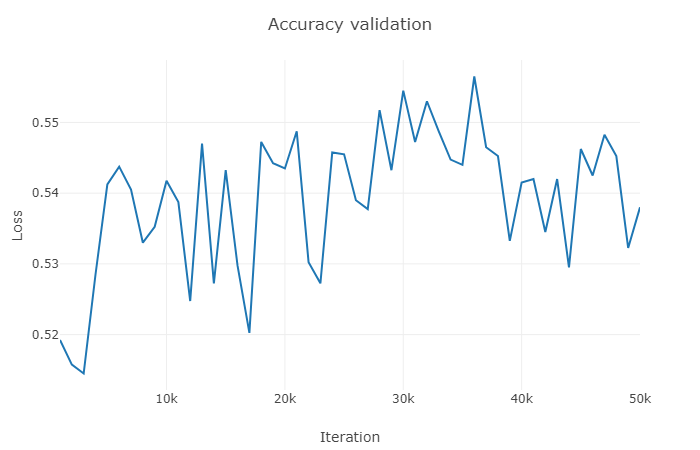 Accuracy validation
Loss
0.55
0.54
0.53
0.52
10k 20k 30k 40k 50k
Iteration